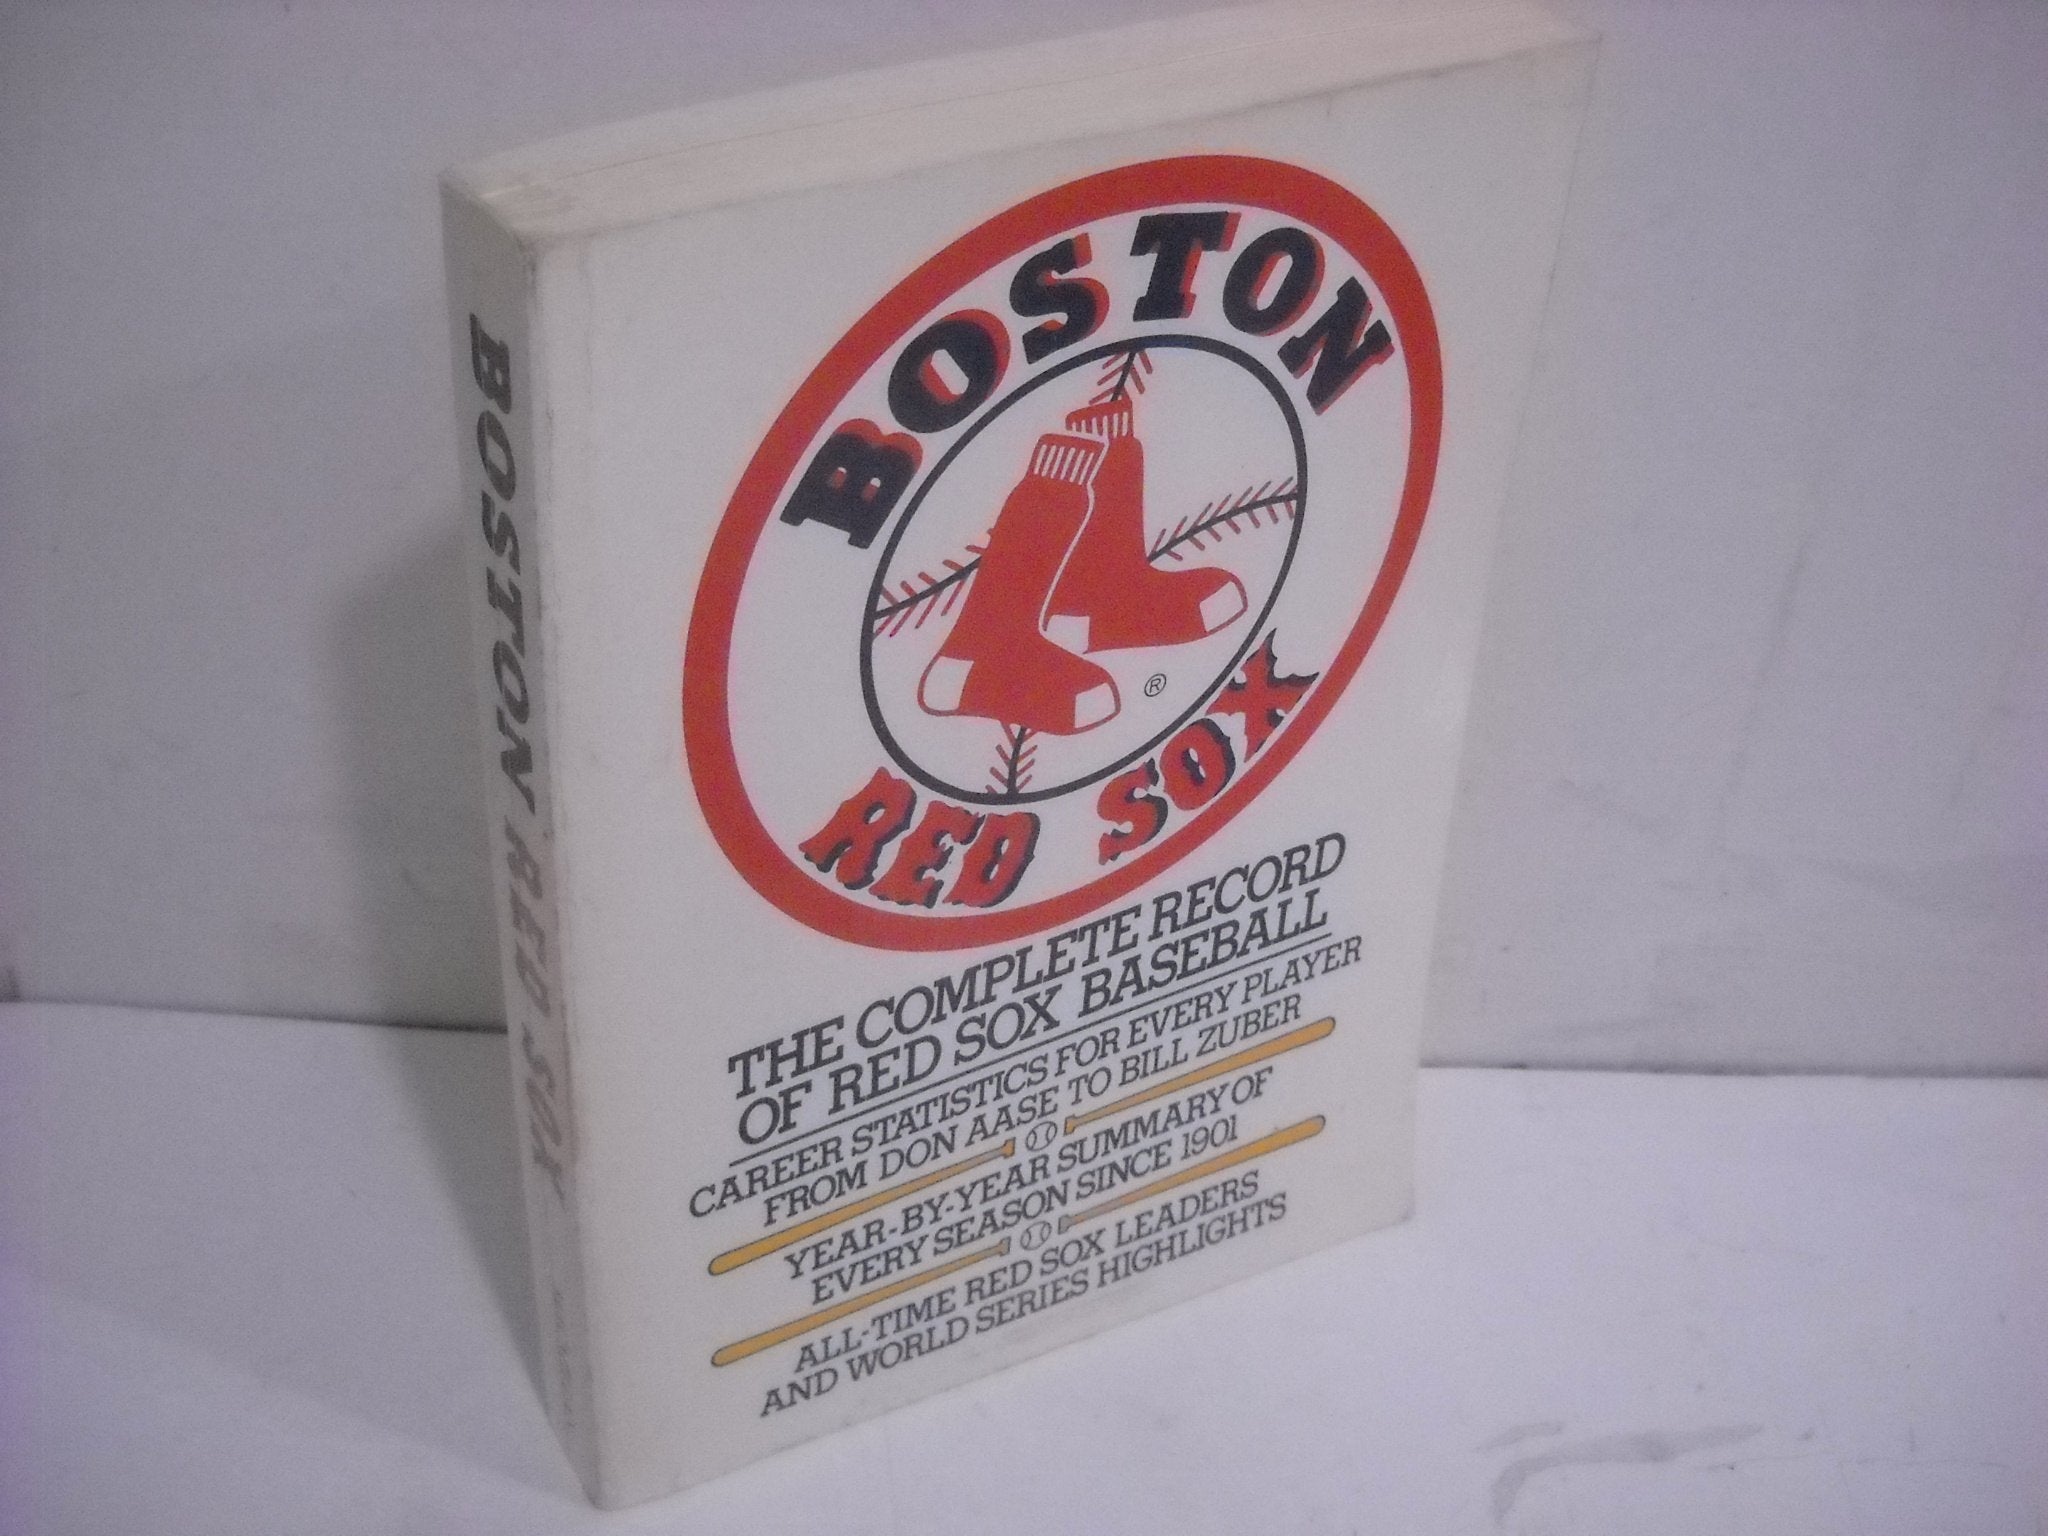 BOSTON RED SOX
BOSTON
®
RED SOX
THE COMPLETE RECORD
OF RED SOX BASEBALL
CAREER STATISTICS FOR EVERY PLAYER
FROM DON AASE TO BILL ZUBER
YEAR-BY-YEAR SUMMARY OF
EVERY SEASON SINCE 1901
ALL-TIME RED SOX LEADERS
AND WORLD SERIES HIGHLIGHTS